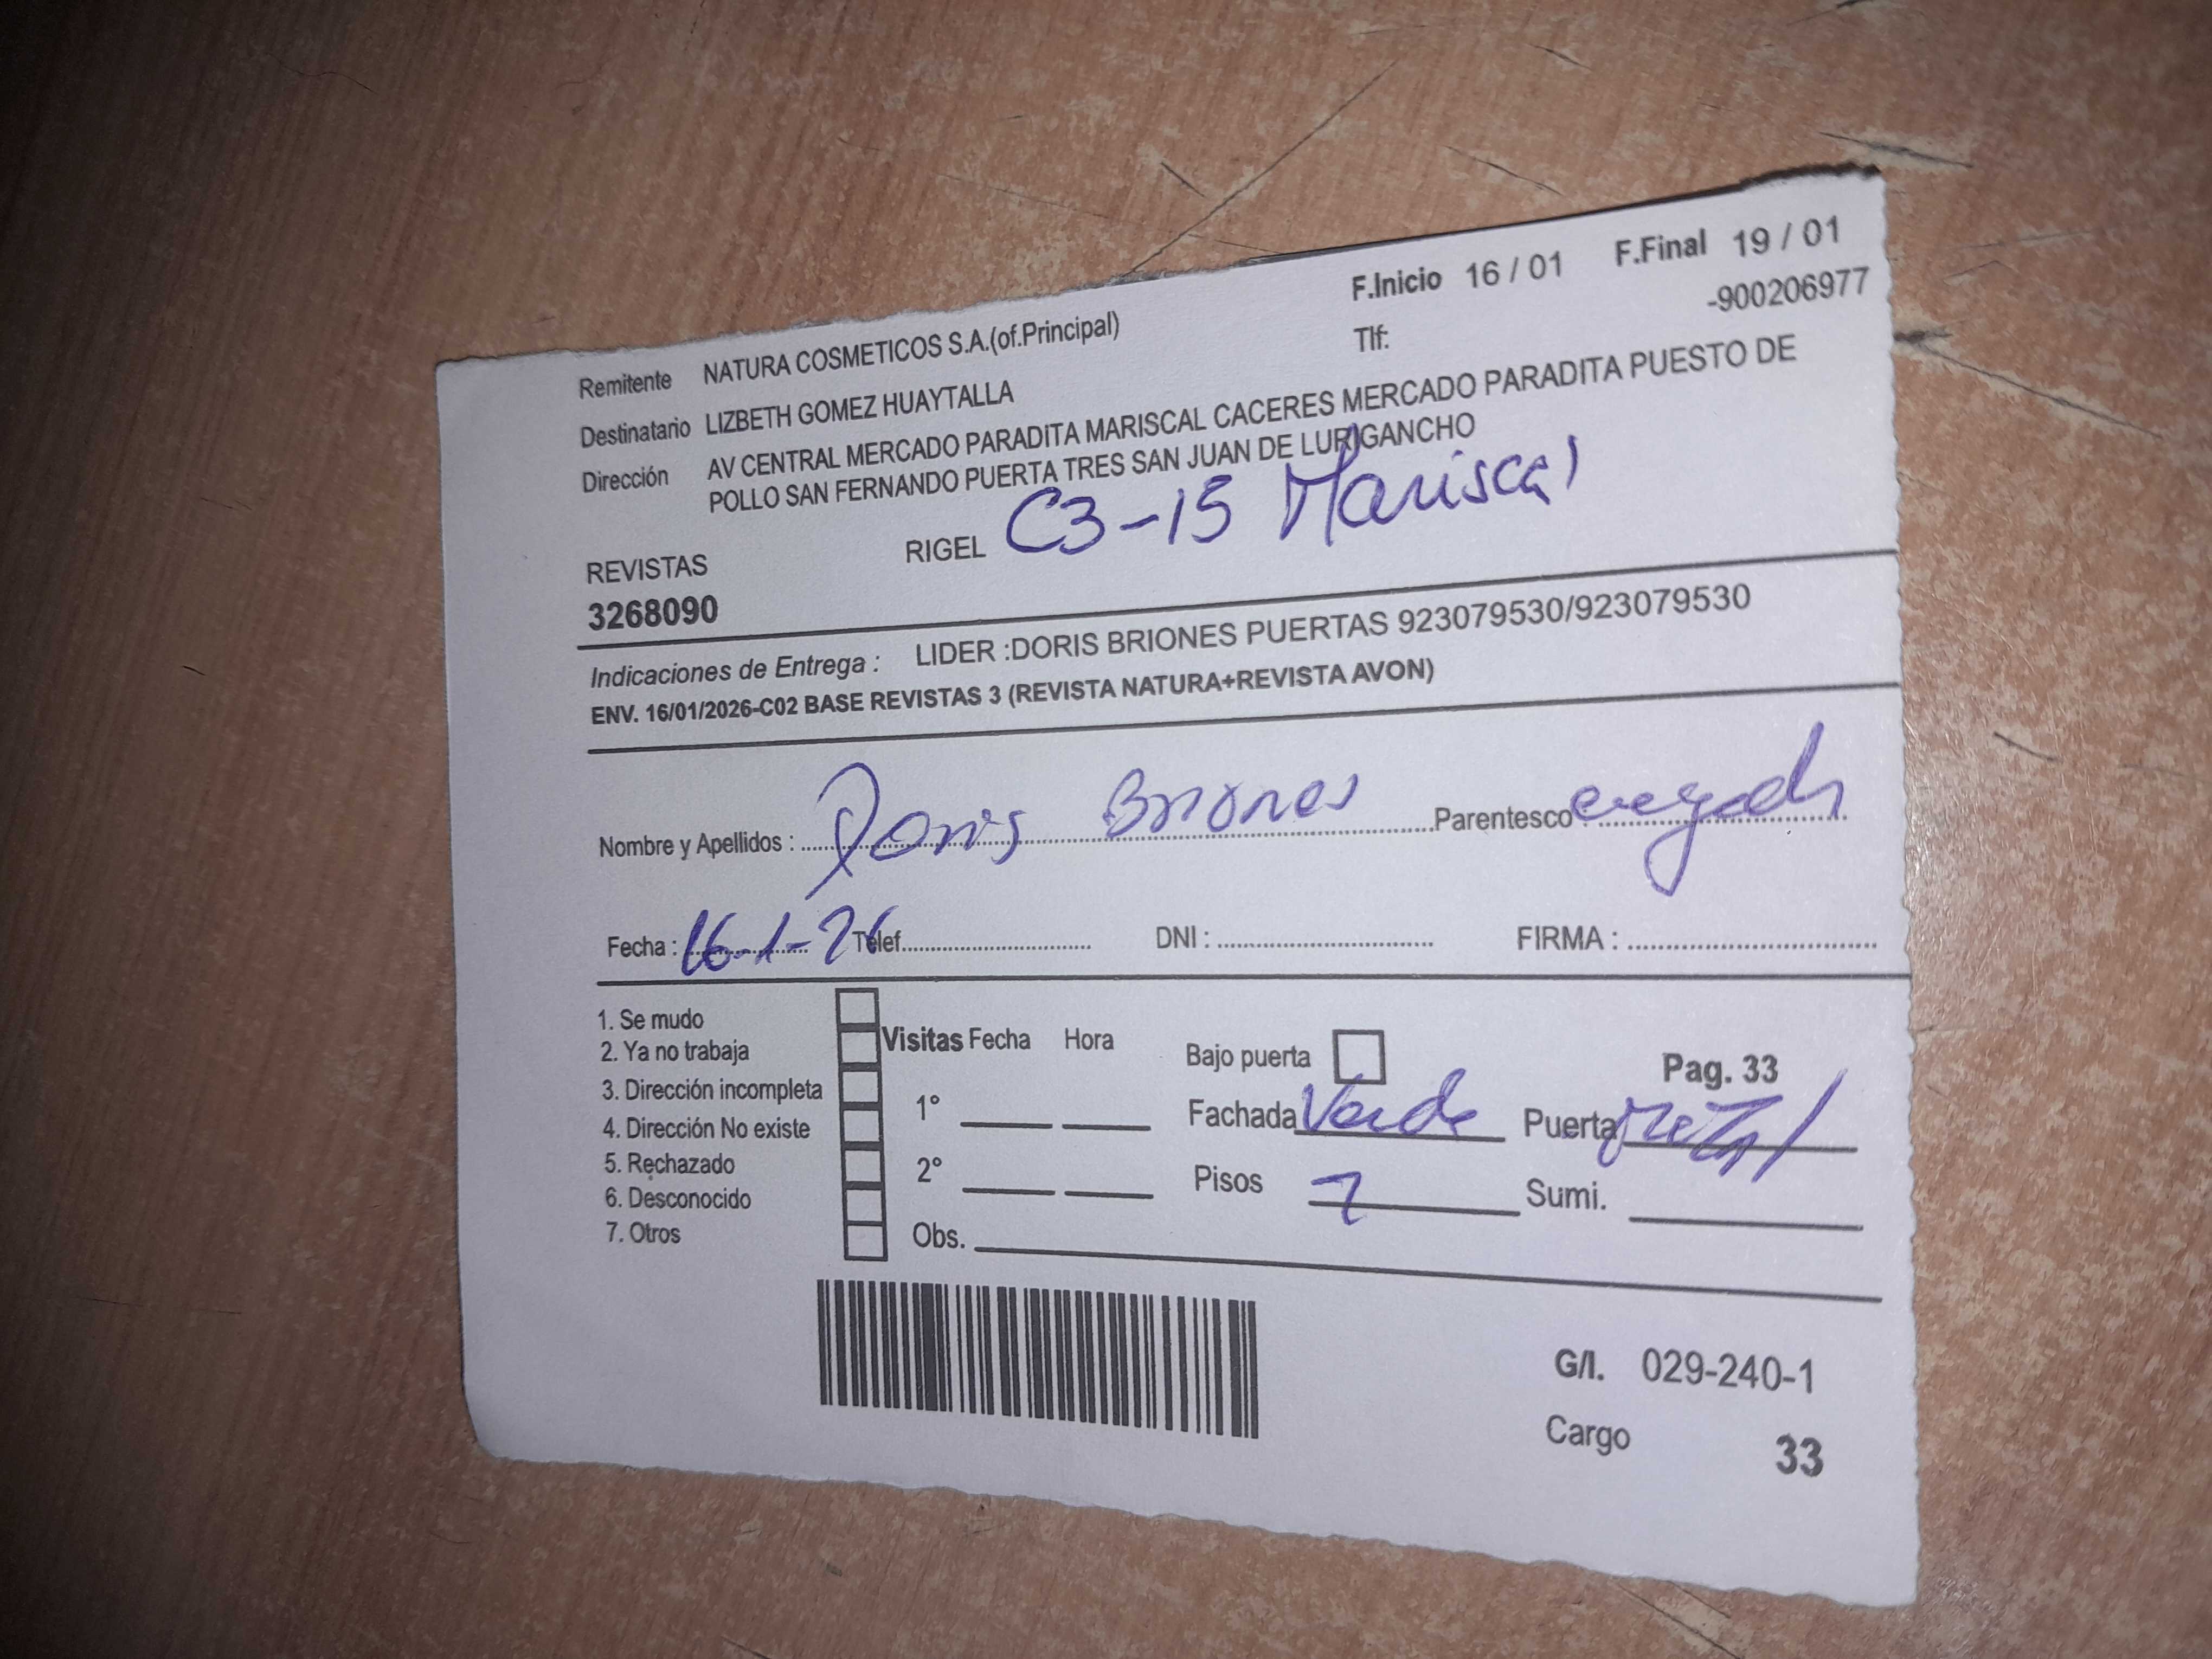 F.Inicio 16 / 01 F.Final 19 / 01
Remitente NATURA COSMETICOS S.A.(of.Principal) Tlf: -900206977
Destinatario LIZBETH GOMEZ HUAYTALLA
Dirección AV CENTRAL MERCADO PARADITA MARISCAL CACERES MERCADO PARADITA PUESTO DE
POLLO SAN FERNANDO PUERTA TRES SAN JUAN DE LURIGANCHO
REVISTAS RIGEL C3-15 Mariscal
3268090
Indicaciones de Entrega : LIDER :DORIS BRIONES PUERTAS 923079530/923079530
ENV. 16/01/2026-C02 BASE REVISTAS 3 (REVISTA NATURA+REVISTA AVON)
Nombre y Apellidos : Doris Briones Parentesco :
Fecha : 16-1-26 Telef. DNI : FIRMA :
1. Se mudo
2. Ya no trabaja
3. Dirección incompleta
4. Dirección No existe
5. Rechazado
6. Desconocido
7. Otros
Visitas Fecha Hora
1°
2°
Obs.
Bajo puerta Pag. 33
Fachada Verde Puerta Metal
Pisos Sumi.
G/I. 029-240-1
Cargo 33